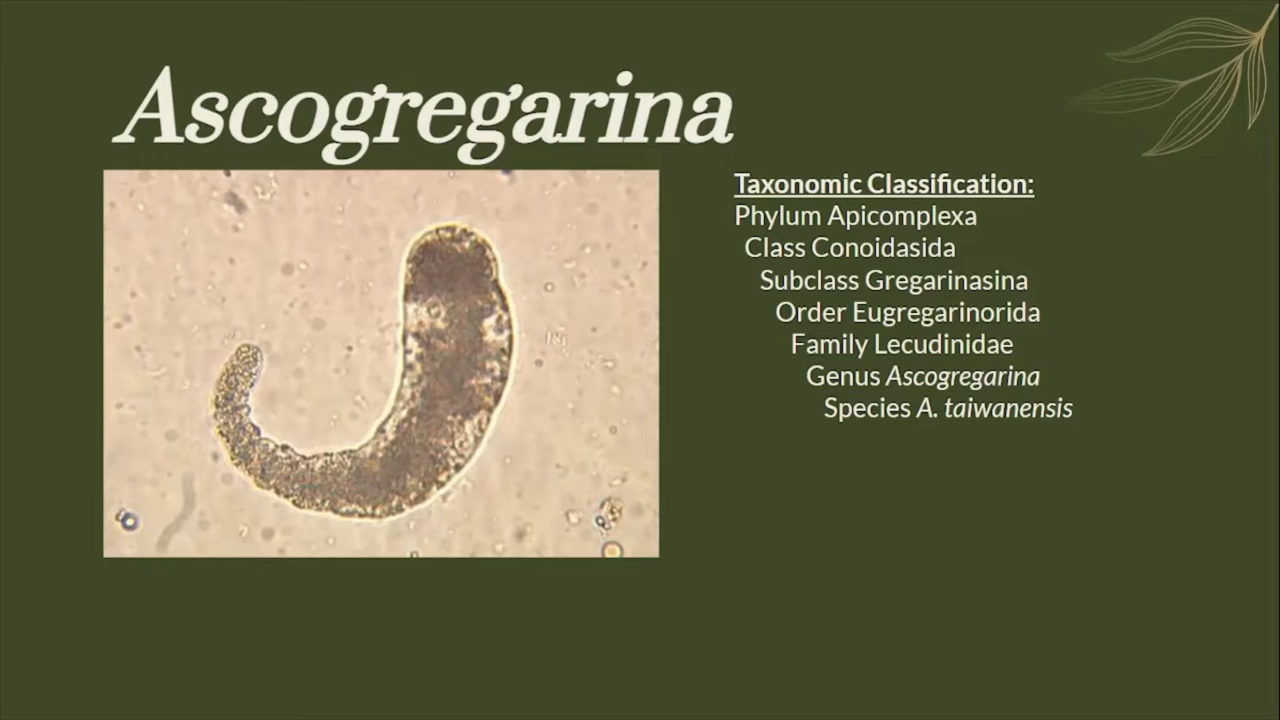 Ascogregarina
Taxonomic Classification:
Phylum Apicomplexa
Class Conoidasida
Subclass Gregarinasina
Order Eugregarinorida
Family Lecudinidae
Genus Ascogregarina
Species A. taiwanensis